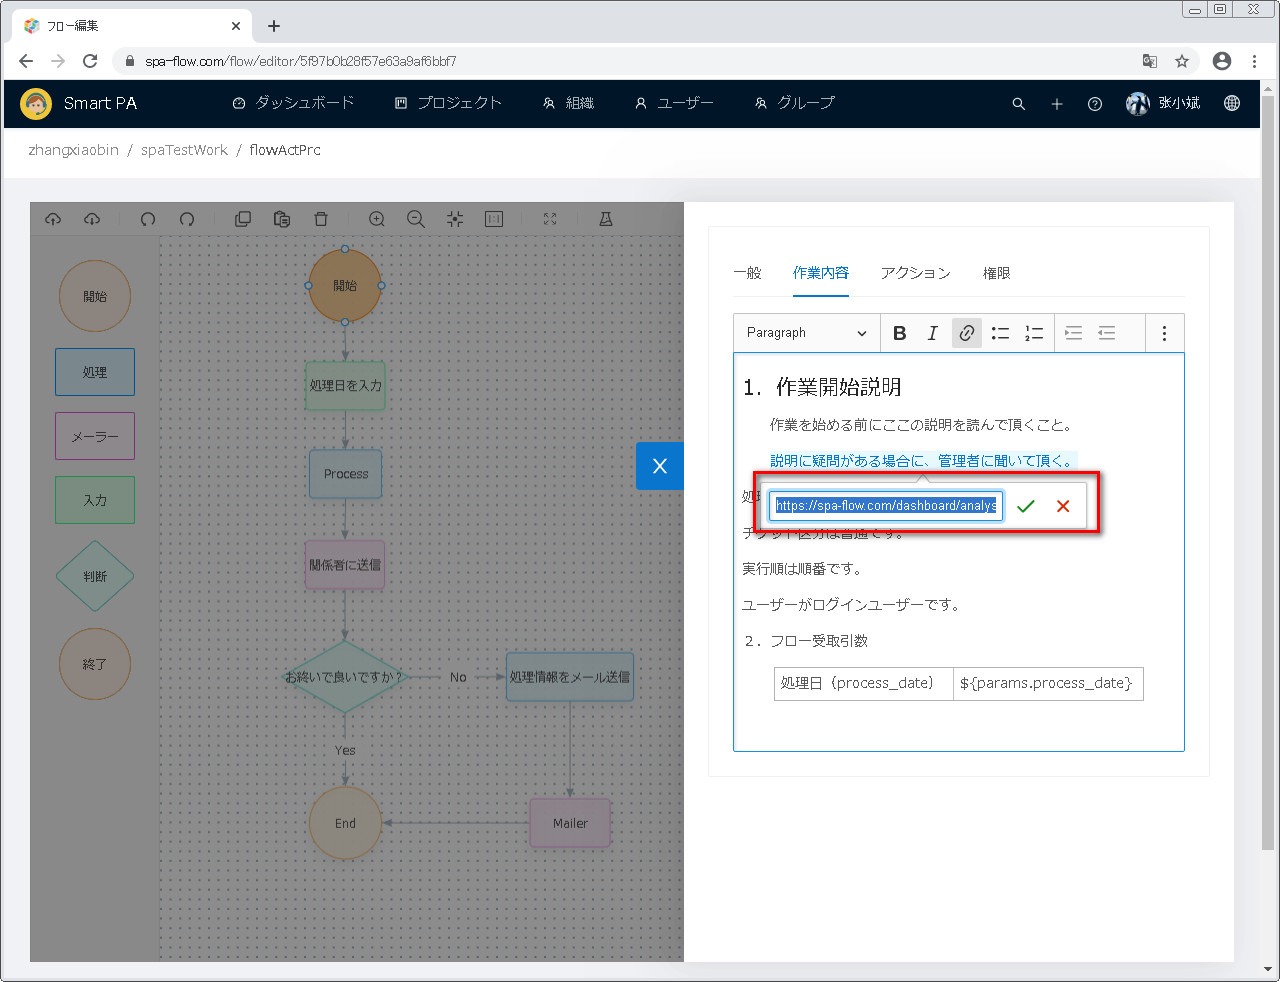 フロー編集
spa-flow.com/flow/editor/5f97b0b28f57e63a9af6bbf7
Smart PA
ダッシュボード
プロジェクト
組織
ユーザー
グループ
张小斌
zhangxiaobin / spaTestWork / flowActPrc
開始
処理
メーラー
入力
判断
終了
開始
処理日を入力
Process
関係者に送信
お終いで良いですか？
No
処理情報をメール送信
Yes
End
Mailer
X
一般
作業内容
アクション
権限
Paragraph
1. 作業開始説明
作業を始める前にここの説明を読んで頂くこと。
説明に疑問がある場合に、管理者に聞いて頂く。
処理
https://spa-flow.com/dashboard/analys
チケット区分は普通です。
実行順は順番です。
ユーザーがログインユーザーです。
2. フロー受取引数
処理日（process_date） ${params.process_date}